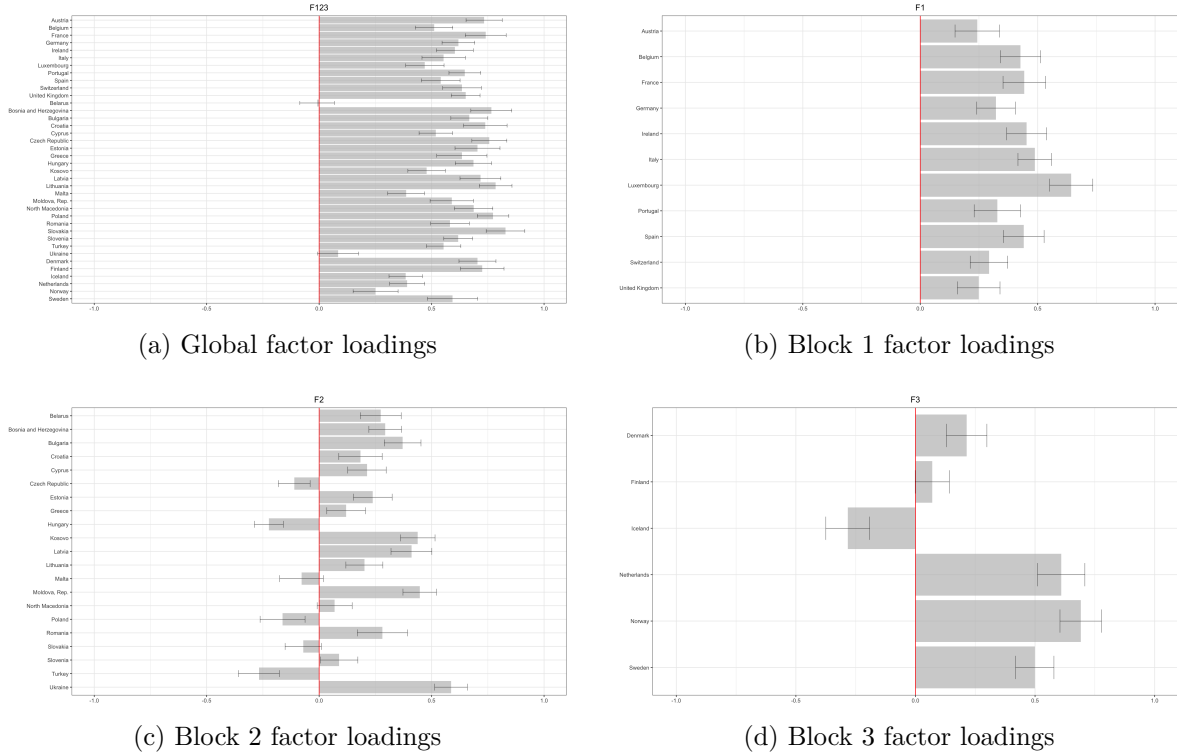 F123
Austria
Belgium
France
Germany
Ireland
Italy
Luxembourg
Portugal
Spain
Switzerland
United Kingdom
Belarus
Bosnia and Herzegovina
Bulgaria
Croatia
Cyprus
Czech Republic
Estonia
Greece
Hungary
Kosovo
Latvia
Lithuania
Malta
Moldova, Rep.
North Macedonia
Poland
Romania
Slovakia
Slovenia
Turkey
Ukraine
Denmark
Finland
Iceland
Netherlands
Norway
Sweden
-1.0 -0.5 0.0 0.5 1.0
(a) Global factor loadings
F1
Austria
Belgium
France
Germany
Ireland
Italy
Luxembourg
Portugal
Spain
Switzerland
United Kingdom
-1.0 -0.5 0.0 0.5 1.0
(b) Block 1 factor loadings
F2
Belarus
Bosnia and Herzegovina
Bulgaria
Croatia
Cyprus
Czech Republic
Estonia
Greece
Hungary
Kosovo
Latvia
Lithuania
Malta
Moldova, Rep.
North Macedonia
Poland
Romania
Slovakia
Slovenia
Turkey
Ukraine
-1.0 -0.5 0.0 0.5 1.0
(c) Block 2 factor loadings
F3
Denmark
Finland
Iceland
Netherlands
Norway
Sweden
-1.0 -0.5 0.0 0.5 1.0
(d) Block 3 factor loadings